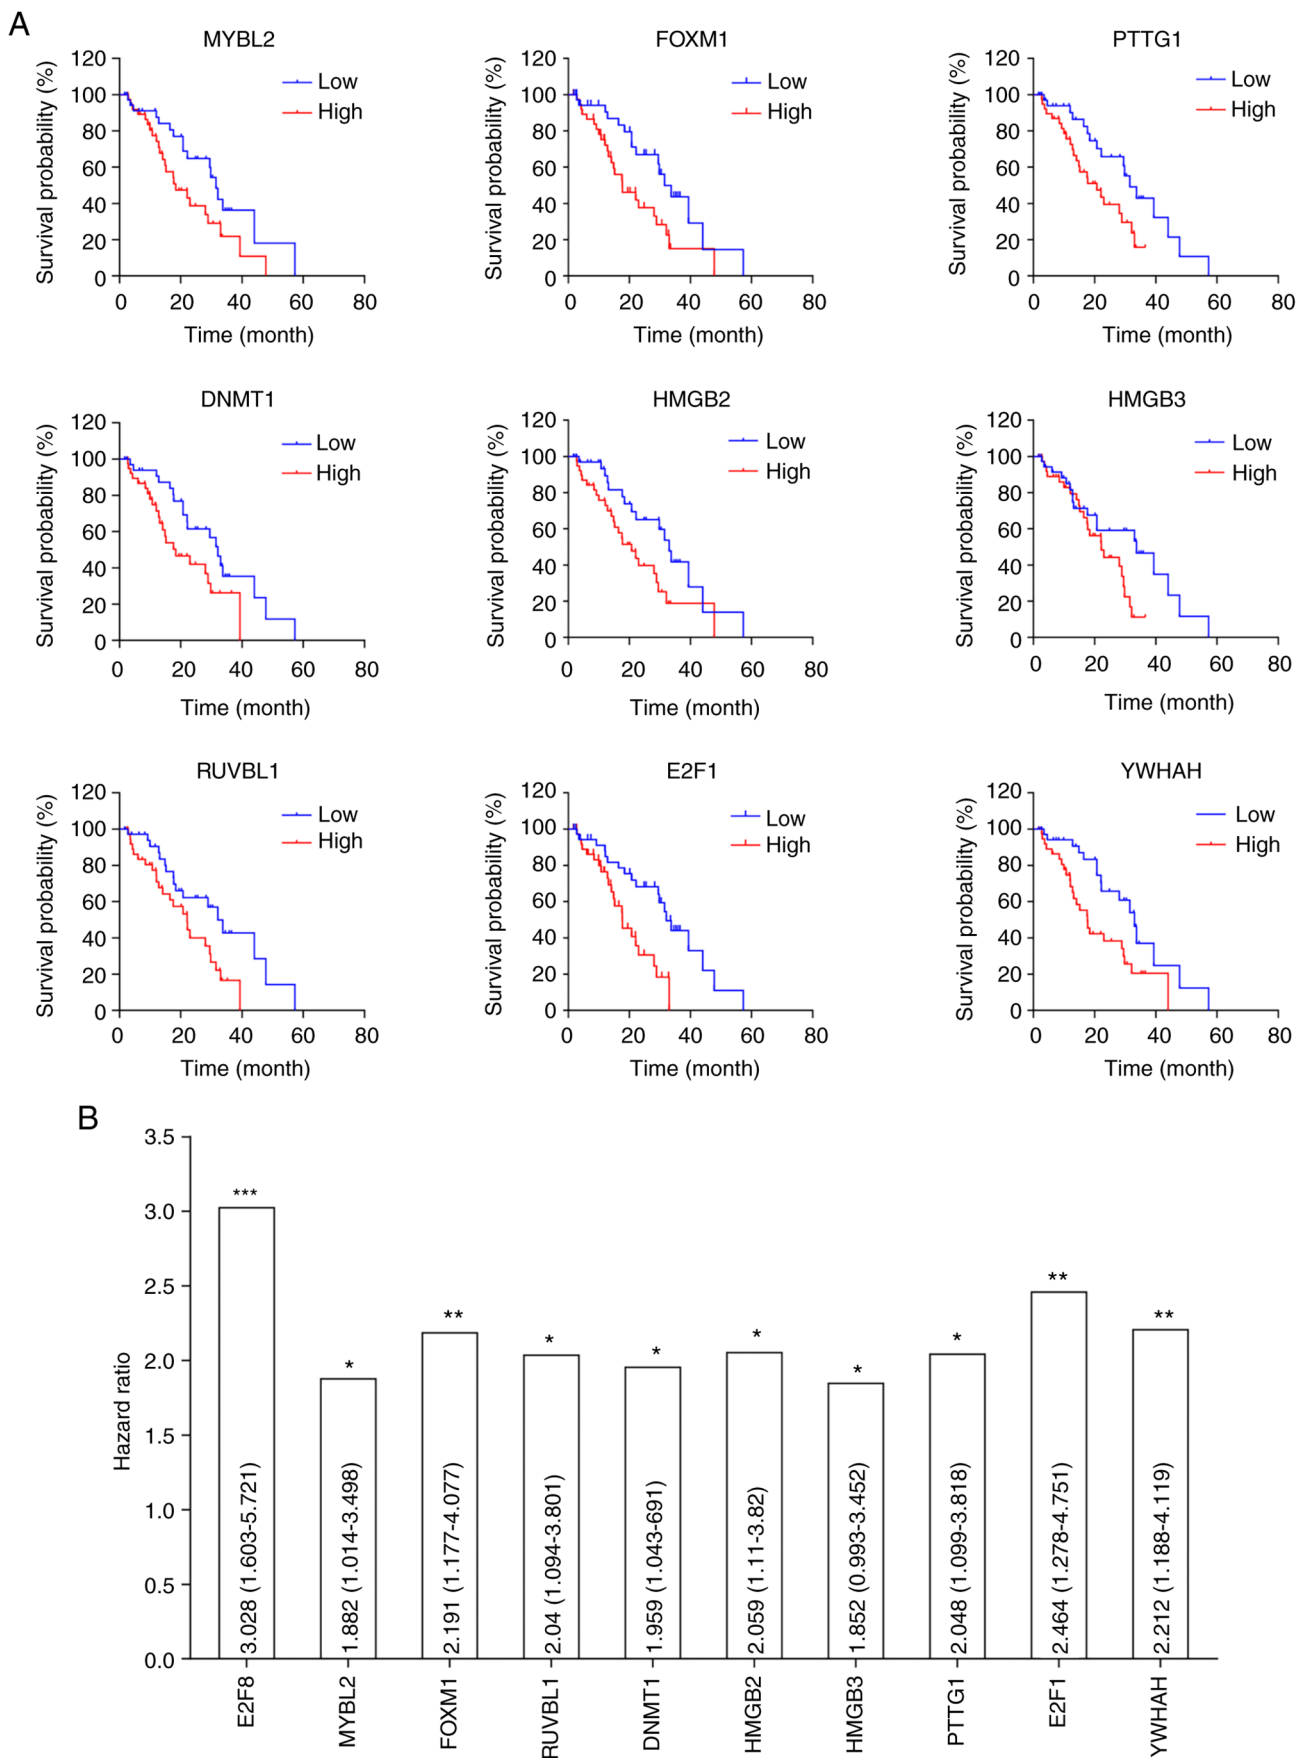 A
MYBL2
Survival probability (%)
120
100
80
60
40
20
0
0 20 40 60 80
Time (month)
Low
High
FOXM1
Survival probability (%)
120
100
80
60
40
20
0
0 20 40 60 80
Time (month)
Low
High
PTTG1
Survival probability (%)
120
100
80
60
40
20
0
0 20 40 60 80
Time (month)
Low
High
DNMT1
Survival probability (%)
120
100
80
60
40
20
0
0 20 40 60 80
Time (month)
Low
High
HMGB2
Survival probability (%)
120
100
80
60
40
20
0
0 20 40 60 80
Time (month)
Low
High
HMGB3
Survival probability (%)
120
100
80
60
40
20
0
0 20 40 60 80
Time (month)
Low
High
RUVBL1
Survival probability (%)
120
100
80
60
40
20
0
0 20 40 60 80
Time (month)
Low
High
E2F1
Survival probability (%)
120
100
80
60
40
20
0
0 20 40 60 80
Time (month)
Low
High
YWHAH
Survival probability (%)
120
100
80
60
40
20
0
0 20 40 60 80
Time (month)
Low
High
B
Hazard ratio
3.5
3.0
2.5
2.0
1.5
1.0
0.5
0.0
***
*
**
*
*
*
*
*
**
**
3.028 (1.603-5.721)
1.882 (1.014-3.498)
2.191 (1.177-4.077)
2.04 (1.094-3.801)
1.959 (1.043-691)
2.059 (1.11-3.82)
1.852 (0.993-3.452)
2.048 (1.099-3.818)
2.464 (1.278-4.751)
2.212 (1.188-4.119)
E2F8
MYBL2
FOXM1
RUVBL1
DNMT1
HMGB2
HMGB3
PTTG1
E2F1
YWHAH